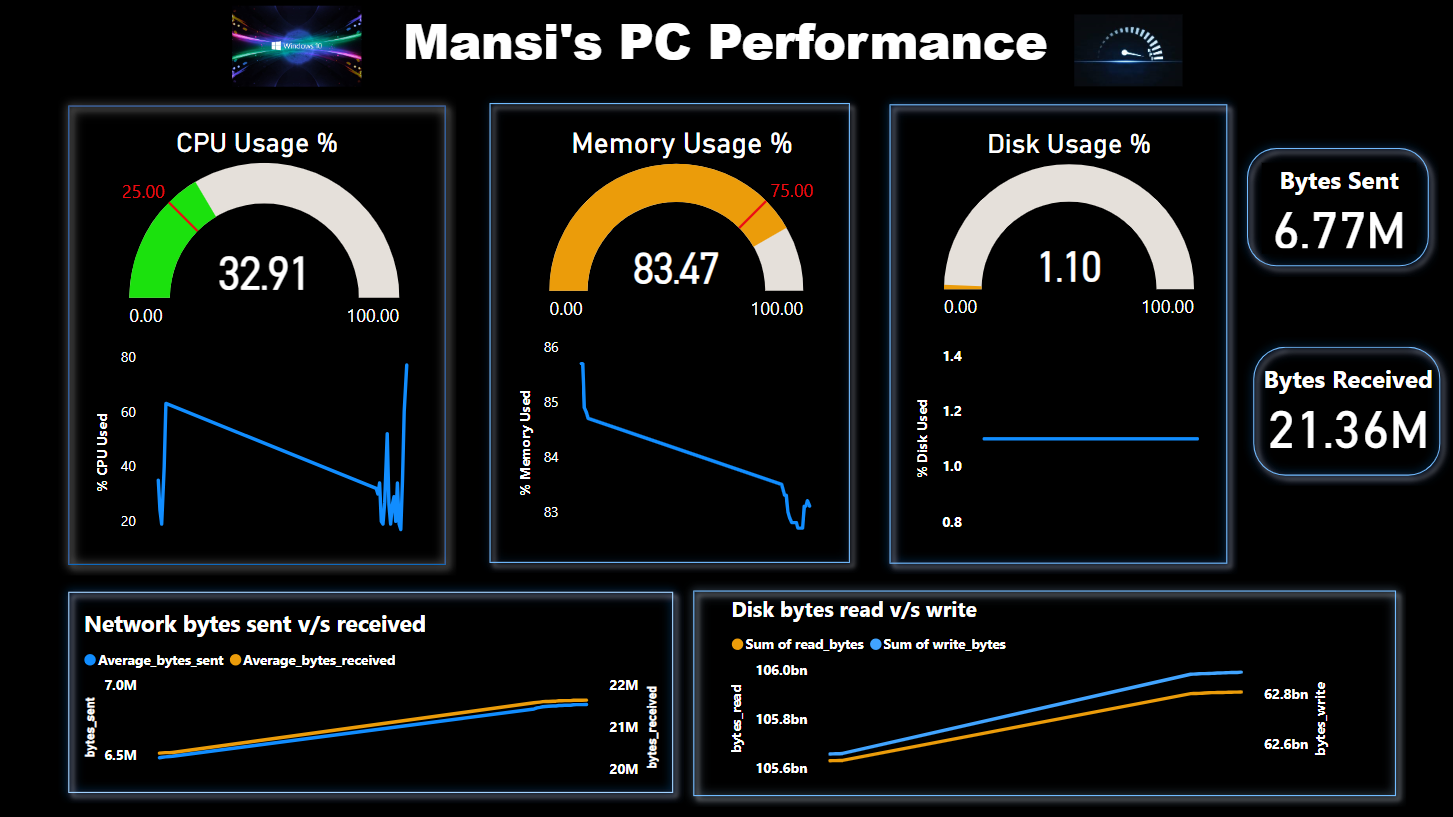 Windows 10
Mansi's PC Performance
CPU Usage %
25.00
32.91
0.00
100.00
80
60
40
20
% CPU Used
Memory Usage %
75.00
83.47
0.00
100.00
86
85
84
83
% Memory Used
Disk Usage %
1.10
0.00
100.00
1.4
1.2
1.0
0.8
% Disk Used
Bytes Sent
6.77M
Bytes Received
21.36M
Network bytes sent v/s received
Average_bytes_sent Average_bytes_received
7.0M
6.5M
bytes_sent
22M
21M
20M
bytes_received
Disk bytes read v/s write
Sum of read_bytes Sum of write_bytes
106.0bn
105.8bn
105.6bn
bytes_read
62.8bn
62.6bn
bytes_write